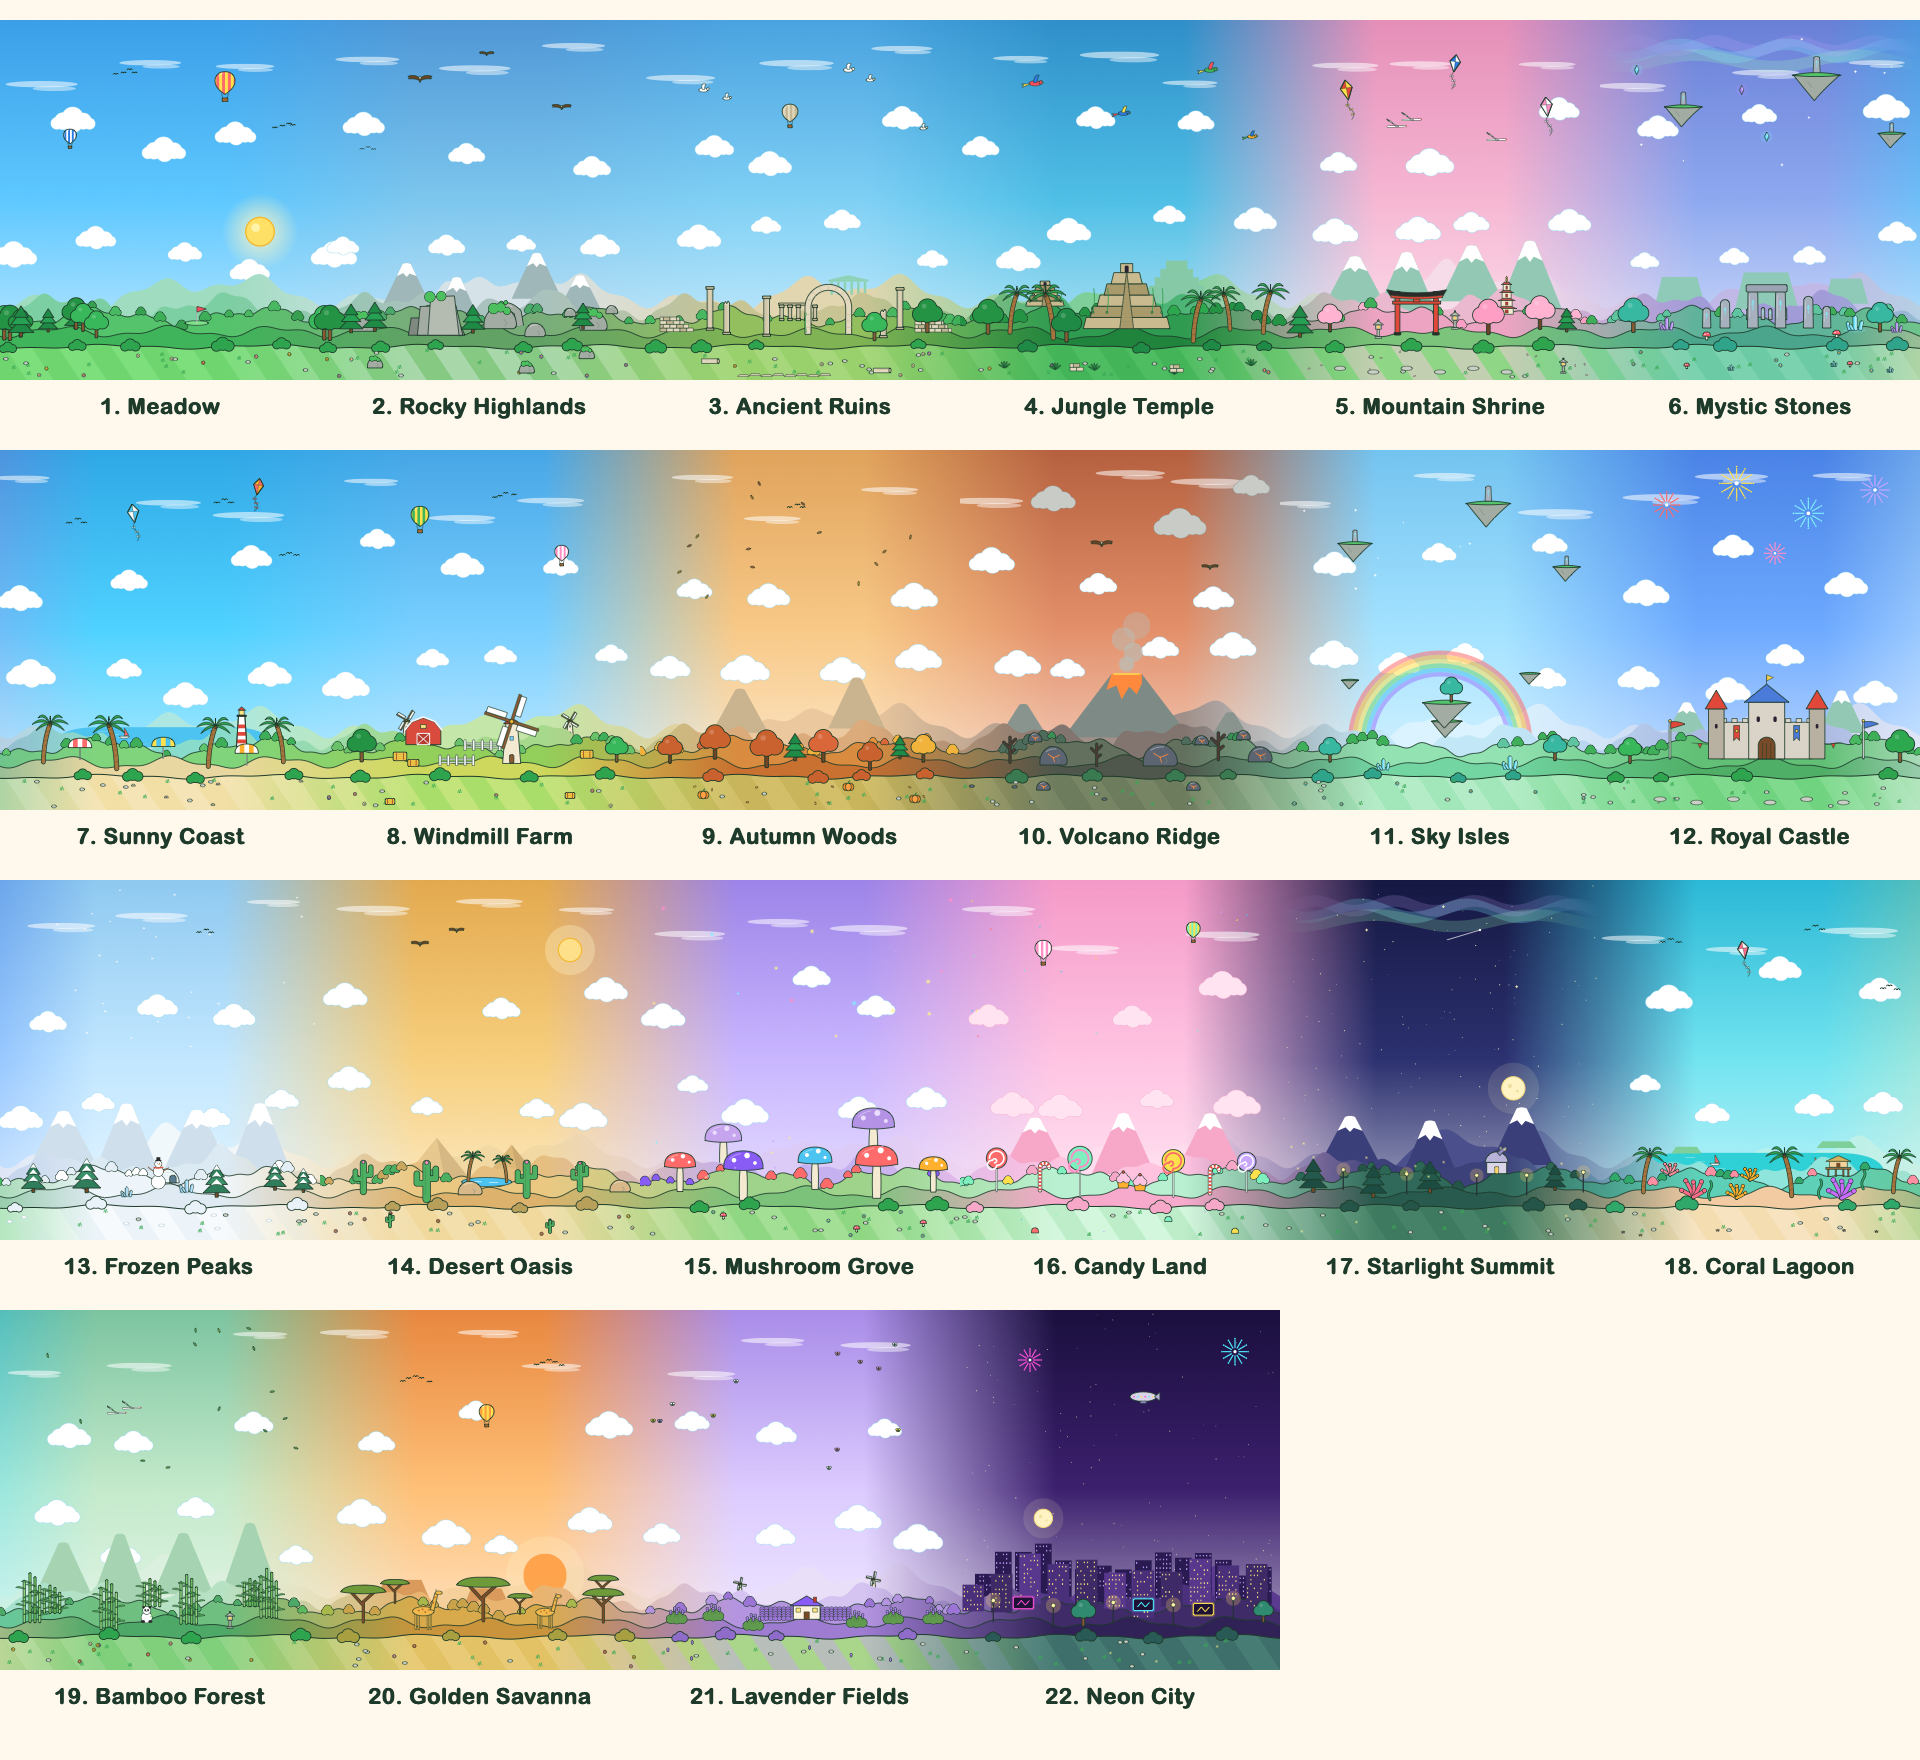 1. Meadow
2. Rocky Highlands
3. Ancient Ruins
4. Jungle Temple
5. Mountain Shrine
6. Mystic Stones
7. Sunny Coast
8. Windmill Farm
9. Autumn Woods
10. Volcano Ridge
11. Sky Isles
12. Royal Castle
13. Frozen Peaks
14. Desert Oasis
15. Mushroom Grove
16. Candy Land
17. Starlight Summit
18. Coral Lagoon
19. Bamboo Forest
20. Golden Savanna
21. Lavender Fields
22. Neon City